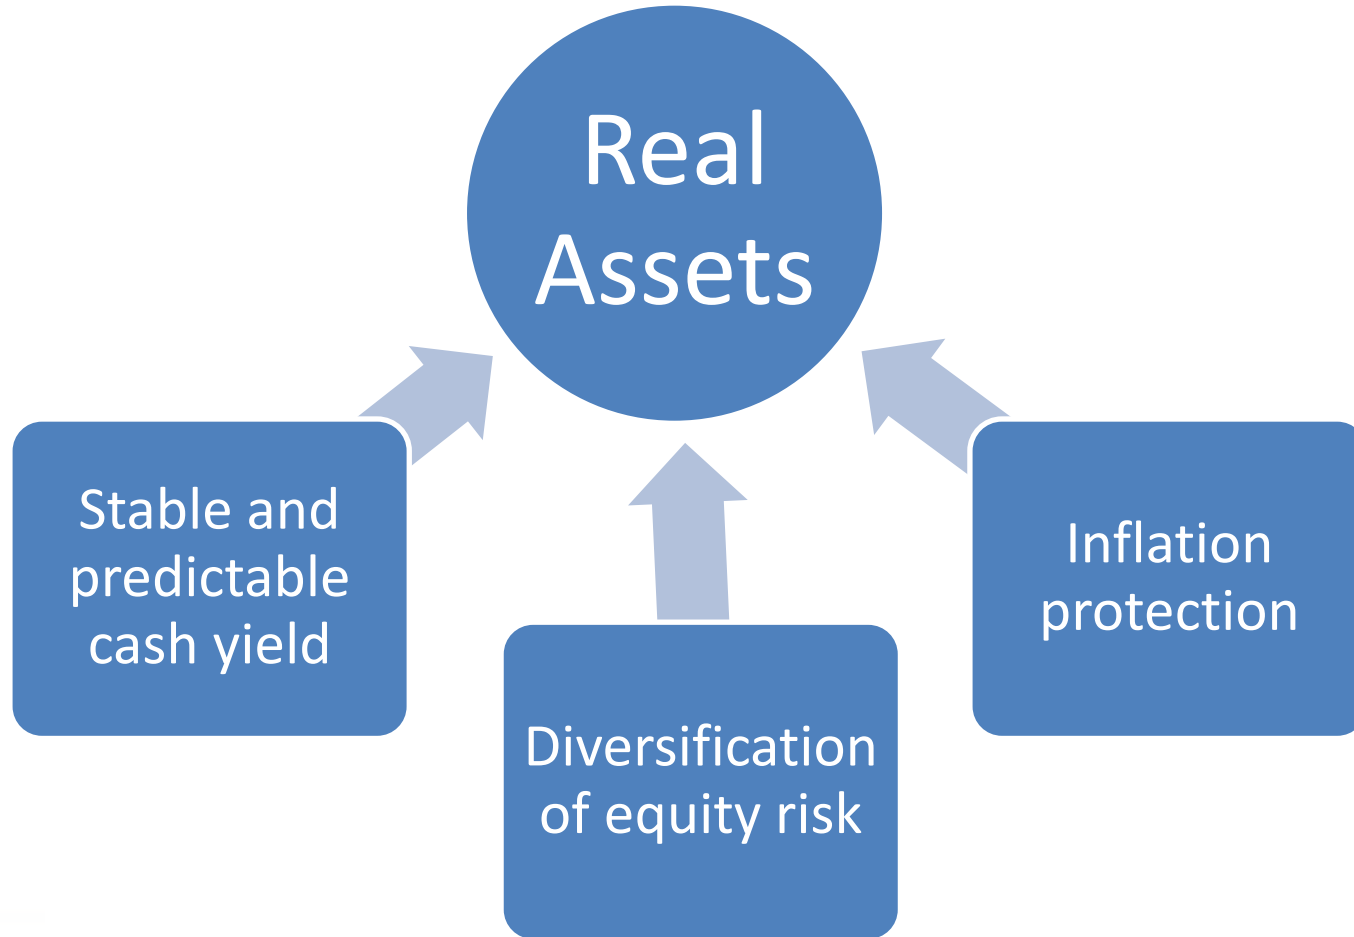 Real
Assets
Stable and
predictable
cash yield
Diversification
of equity risk
Inflation
protection